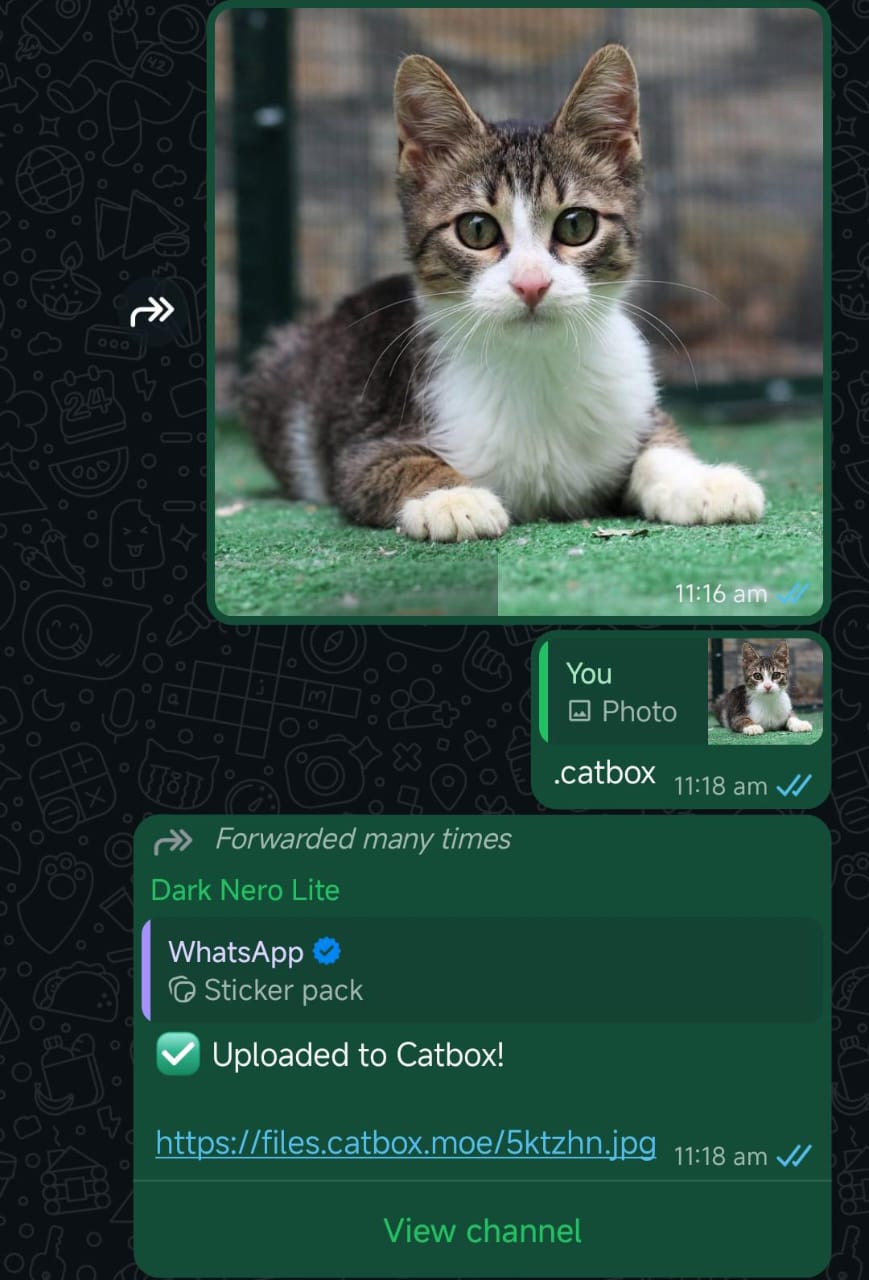 11:16 am
You
Photo
.catbox 11:18 am
Forwarded many times
Dark Nero Lite
WhatsApp
Sticker pack
✅ Uploaded to Catbox!
https://files.catbox.moe/5ktzhn.jpg 11:18 am
View channel